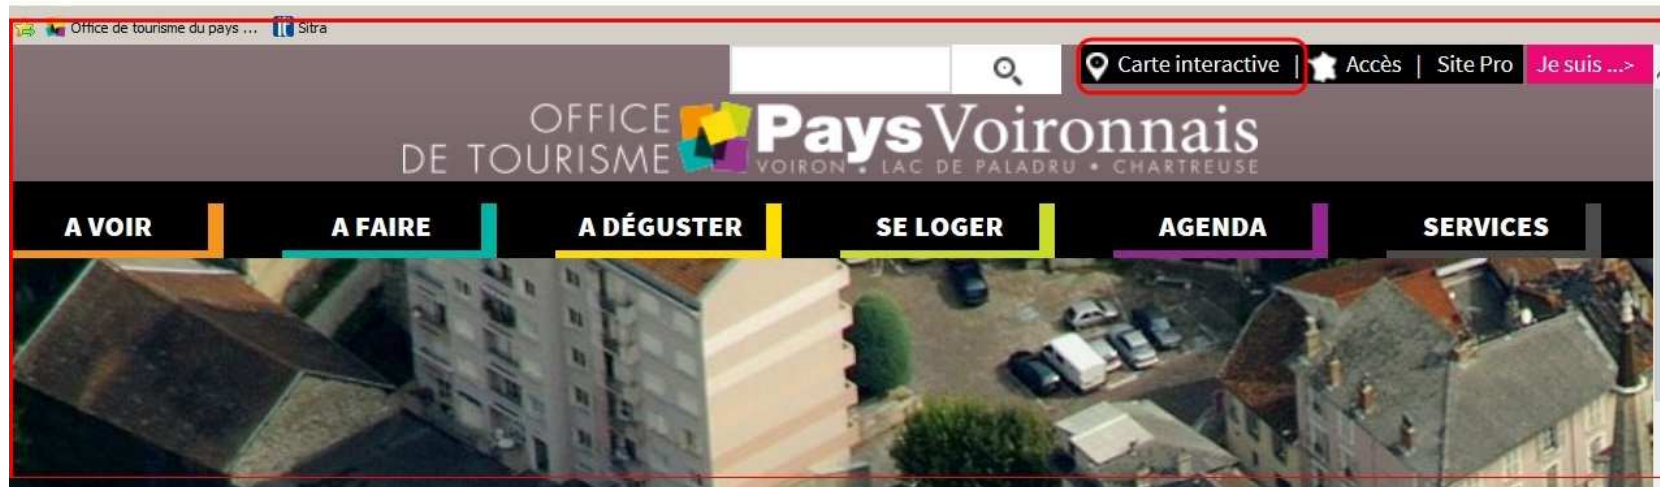 Office de tourisme du pays ... Sitra
Carte interactive | Accès | Site Pro Je suis ...>
OFFICE DE TOURISME
Pays Voironnais
VOIRON • LAC DE PALADRU • CHARTREUSE
A VOIR A FAIRE A DÉGUSTER SE LOGER AGENDA SERVICES